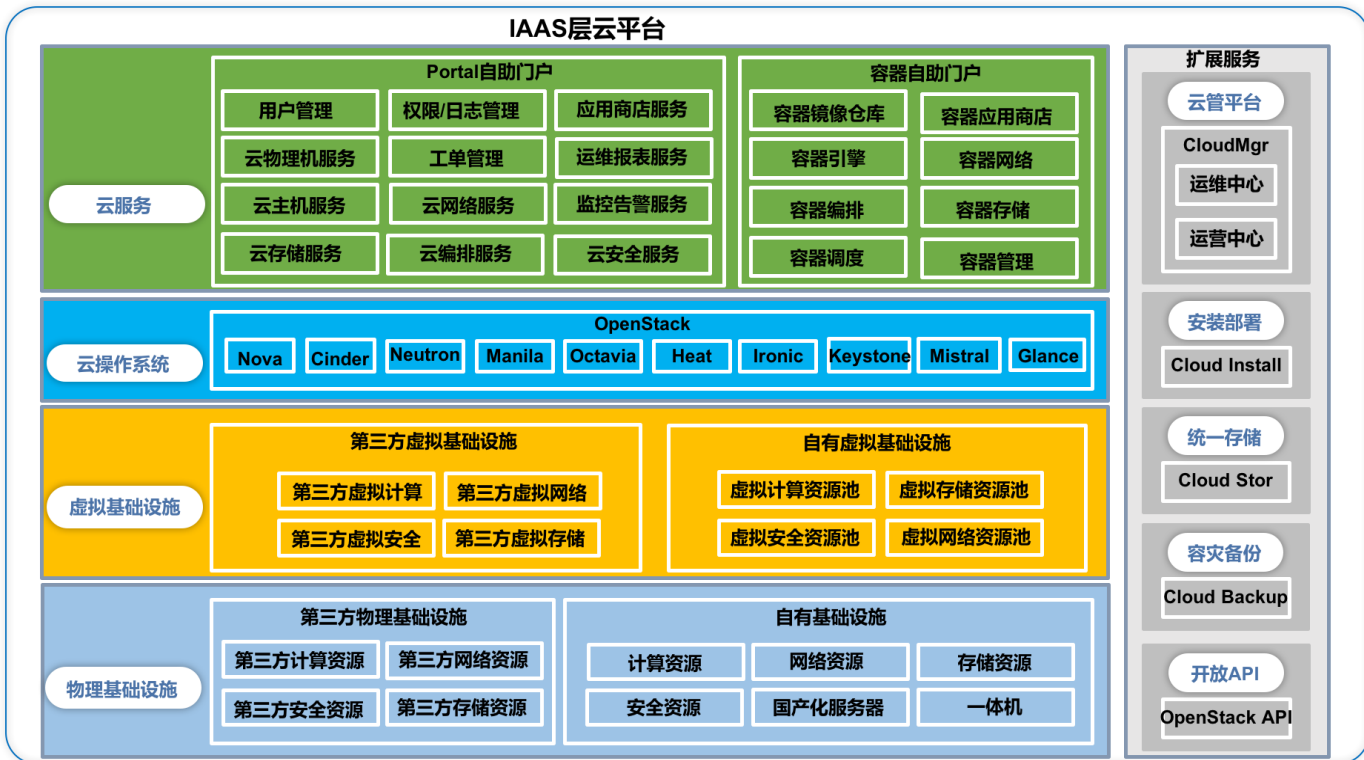 IAAS层云平台
云服务
Portal自助门户
用户管理
权限/日志管理
应用商店服务
云物理机服务
工单管理
运维报表服务
云主机服务
云网络服务
监控告警服务
云存储服务
云编排服务
云安全服务
容器自助门户
容器镜像仓库
容器应用商店
容器引擎
容器网络
容器编排
容器存储
容器调度
容器管理
云操作系统
OpenStack
Nova
Cinder
Neutron
Manila
Octavia
Heat
Ironic
Keystone
Mistral
Glance
虚拟基础设施
第三方虚拟基础设施
第三方虚拟计算
第三方虚拟网络
第三方虚拟安全
第三方虚拟存储
自有虚拟基础设施
虚拟计算资源池
虚拟存储资源池
虚拟安全资源池
虚拟网络资源池
物理基础设施
第三方物理基础设施
第三方计算资源
第三方网络资源
第三方安全资源
第三方存储资源
自有基础设施
计算资源
网络资源
存储资源
安全资源
国产化服务器
一体机
扩展服务
云管平台
CloudMgr
运维中心
运营中心
安装部署
Cloud Install
统一存储
Cloud Stor
容灾备份
Cloud Backup
开放API
OpenStack API